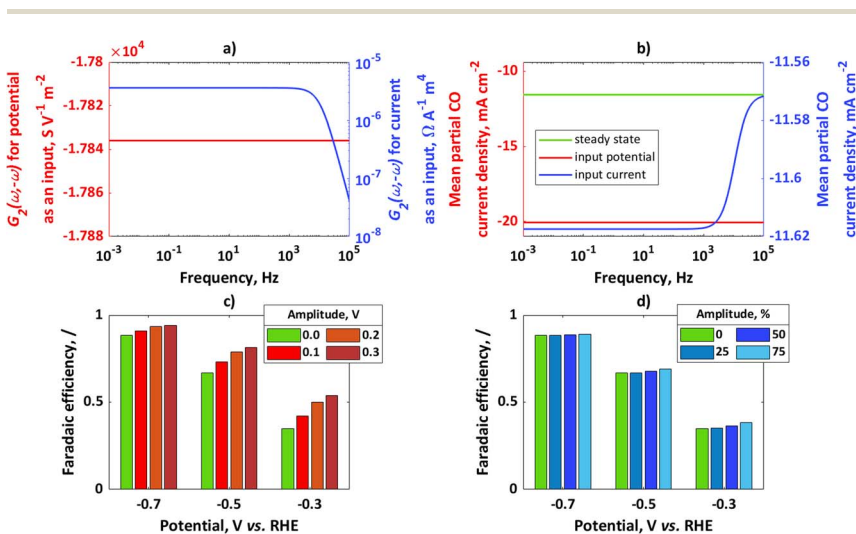 a)
×10⁴
-1.78
-1.782
-1.784
-1.786
-1.788
G₂(ω,-ω) for potential
as an input, S V⁻¹ m⁻²
10⁻⁵
10⁻⁶
10⁻⁷
10⁻⁸
G₂(ω,-ω) for current
as an input, Ω A⁻¹ m⁴
10⁻³ 10⁻¹ 10¹ 10³ 10⁵
Frequency, Hz
b)
-10
-15
-20
Mean partial CO
current density, mA cm⁻²
steady state
input potential
input current
-11.56
-11.58
-11.6
-11.62
Mean partial CO
current density, mA cm⁻²
10⁻³ 10⁻¹ 10¹ 10³ 10⁵
Frequency, Hz
c)
1
0.5
0
Faradaic efficiency, /
Amplitude, V
0.0 0.2
0.1 0.3
-0.7 -0.5 -0.3
Potential, V vs. RHE
d)
1
0.5
0
Faradaic efficiency, /
Amplitude, %
0 50
25 75
-0.7 -0.5 -0.3
Potential, V vs. RHE